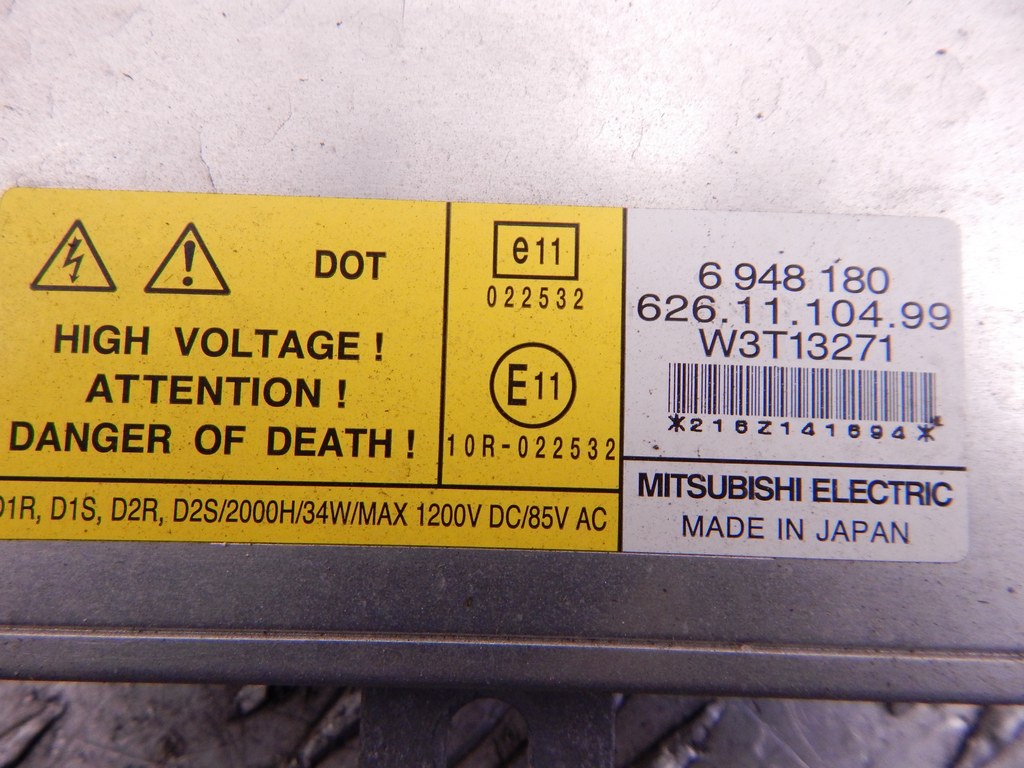 DOT
HIGH VOLTAGE !
ATTENTION !
DANGER OF DEATH !
e11
022532
E11
10R-022532
D1R, D1S, D2R, D2S/2000H/34W/MAX 1200V DC/85V AC
6 948 180
626.11.104.99
W3T13271
*216Z141694*
MITSUBISHI ELECTRIC
MADE IN JAPAN